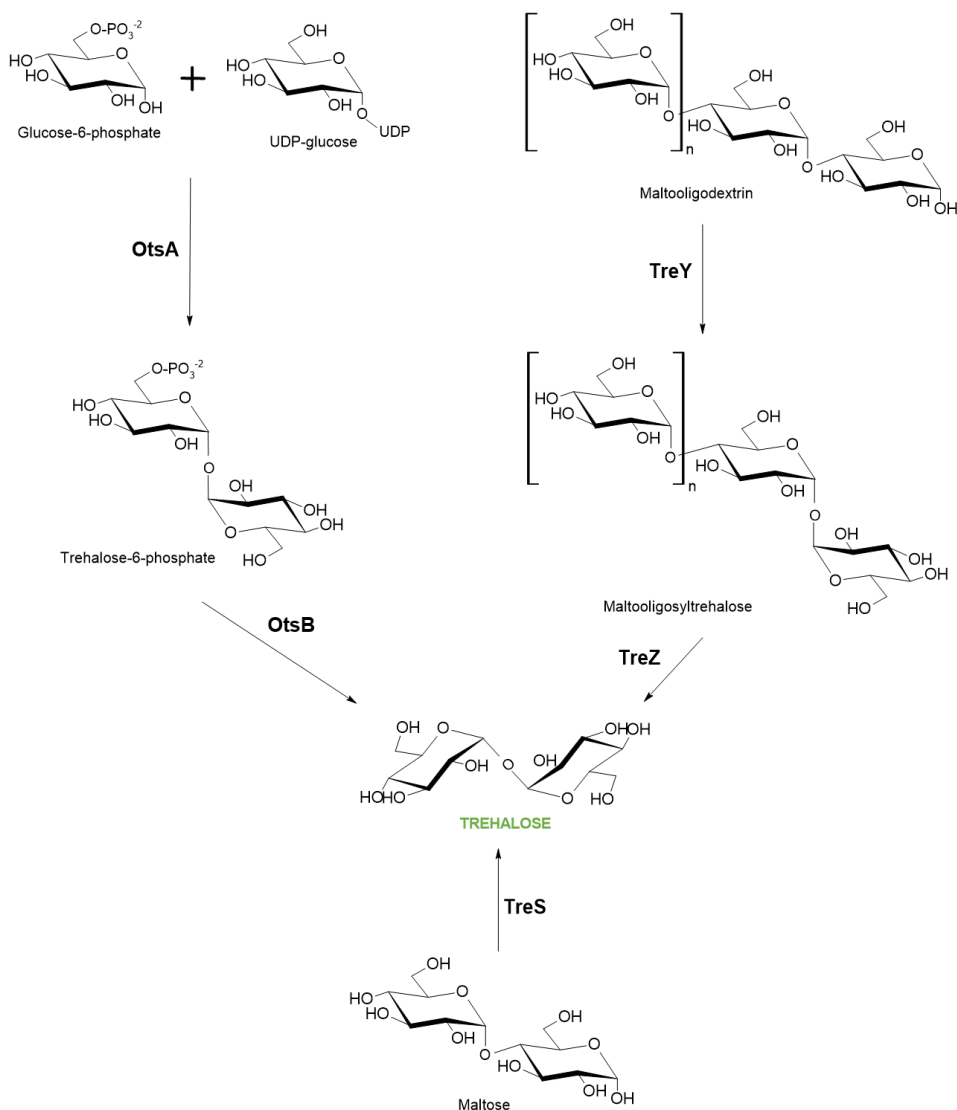 O-PO3-2
HO
O
HO
OH
OH
Glucose-6-phosphate
+
OH
HO
O
HO
OH
O
UDP
UDP-glucose
OH
HO
O
HO
OH
O
n
OH
O
HO
OH
O
OH
O
HO
OH
OH
Maltooligodextrin
OtsA
TreY
O-PO3-2
HO
O
HO
OH
O
OH
OH
O
OH
HO
Trehalose-6-phosphate
OH
HO
O
HO
OH
O
n
OH
O
HO
OH
O
OH
OH
O
OH
HO
Maltooligosyltrehalose
OtsB
TreZ
OH
O
OH
HO
HO
O
OH
OH
OH
O
HO
TREHALOSE
TreS
OH
HO
O
HO
OH
O
OH
O
HO
OH
OH
Maltose